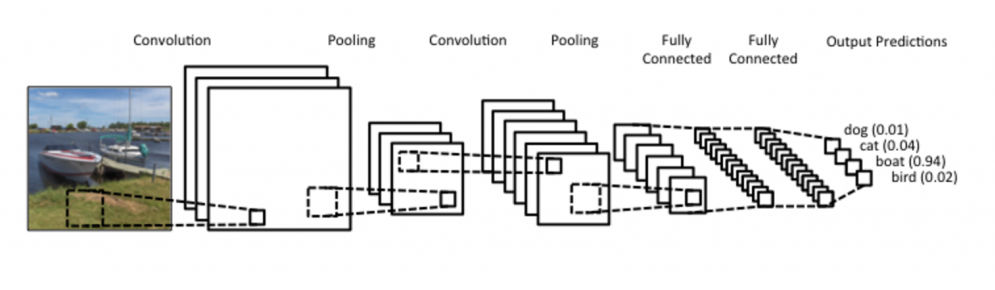 Convolution
Pooling
Convolution
Pooling
Fully
Connected
Fully
Connected
Output Predictions
dog (0.01)
cat (0.04)
boat (0.94)
bird (0.02)